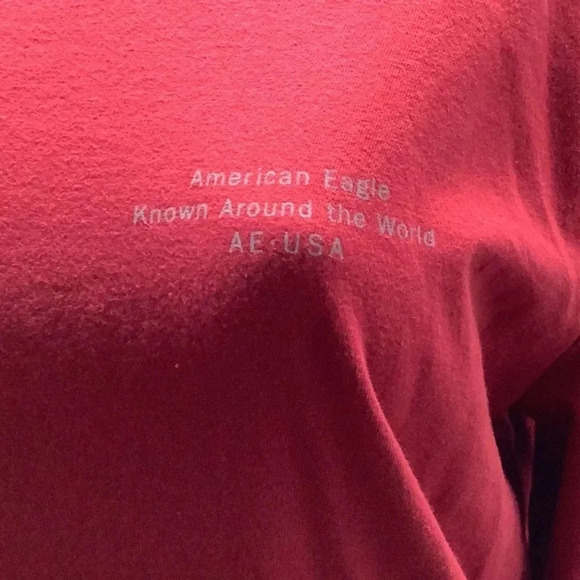 American Eagle
Known Around the World
AE·USA